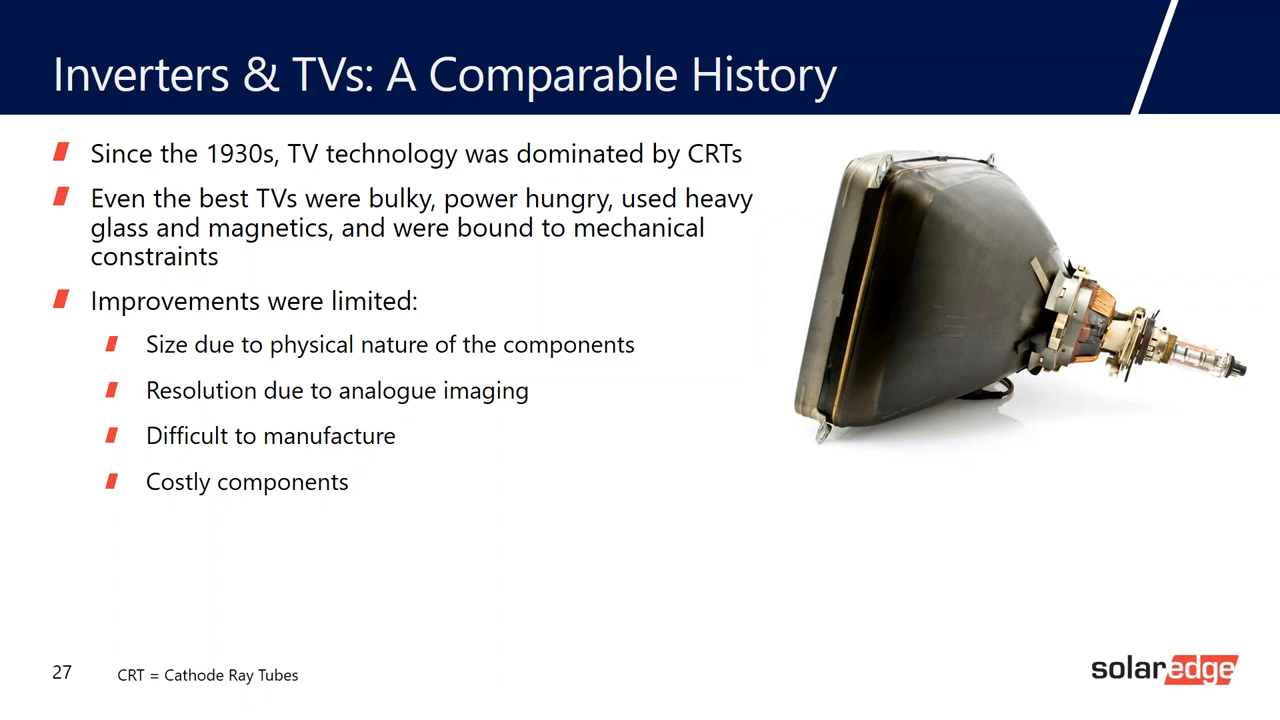 Inverters & TVs: A Comparable History
Since the 1930s, TV technology was dominated by CRTs
Even the best TVs were bulky, power hungry, used heavy
glass and magnetics, and were bound to mechanical
constraints
Improvements were limited:
Size due to physical nature of the components
Resolution due to analogue imaging
Difficult to manufacture
Costly components
27
CRT = Cathode Ray Tubes
solaredge